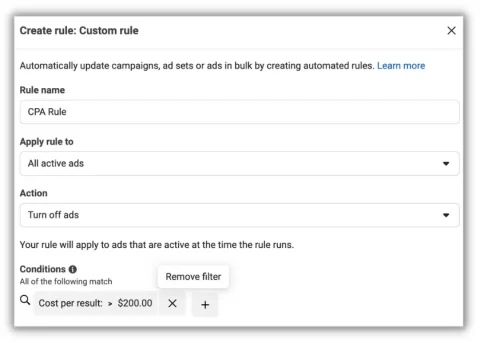 Create rule: Custom rule
Automatically update campaigns, ad sets or ads in bulk by creating automated rules. Learn more
Rule name
CPA Rule
Apply rule to
All active ads
Action
Turn off ads
Your rule will apply to ads that are active at the time the rule runs.
Conditions
All of the following match
Remove filter
Cost per result: > $200.00